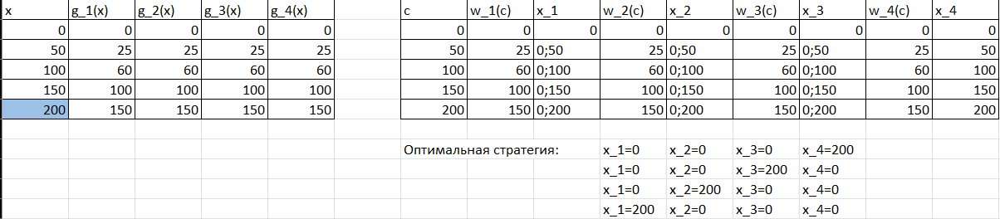 x g_1(x) g_2(x) g_3(x) g_4(x) c w_1(c) x_1 w_2(c) x_2 w_3(c) x_3 w_4(c) x_4
0 0 0 0 0 0 0 0 0 0 0 0 0 0
50 25 25 25 25 50 25 0;50 25 0;50 25 0;50 25 50
100 60 60 60 60 100 60 0;100 60 0;100 60 0;100 60 100
150 100 100 100 100 150 100 0;150 100 0;150 100 0;150 100 150
200 150 150 150 150 200 150 0;200 150 0;200 150 0;200 150 200
Оптимальная стратегия: x_1=0 x_2=0 x_3=0 x_4=200
x_1=0 x_2=0 x_3=200 x_4=0
x_1=0 x_2=200 x_3=0 x_4=0
x_1=200 x_2=0 x_3=0 x_4=0